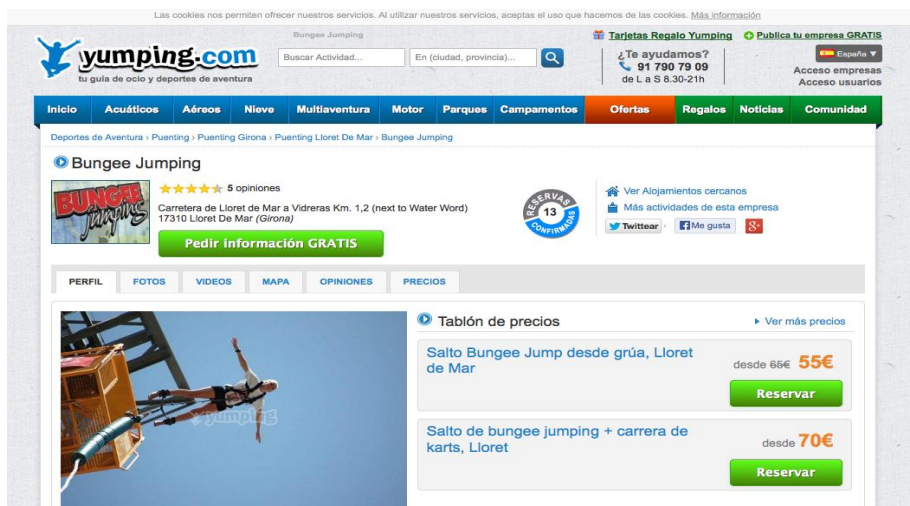 Las cookies nos permiten ofrecer nuestros servicios. Al utilizar nuestros servicios, aceptas el uso que hacemos de las cookies. Más información
Bungee Jumping
Tarjetas Regalo Yumping
Publica tu empresa GRATIS
yumping.com
tu guia de ocio y deportes de aventura
Buscar Actividad...
En (ciudad, provincia)...
¿Te ayudamos?
91 790 79 09
de L a S 8.30-21h
España
Acceso empresas
Acceso usuarios
Inicio Acuáticos Aéreos Nieve Multiaventura Motor Parques Campamentos Ofertas Regalos Noticias Comunidad
Deportes de Aventura › Puenting › Puenting Girona › Puenting Lloret De Mar › Bungee Jumping
Bungee Jumping
BUNGEE
jumping
5 opiniones
Carretera de Lloret de Mar a Vidreras Km. 1,2 (next to Water Word)
17310 Lloret De Mar (Girona)
Pedir información GRATIS
RESERVAS
13
CONFIRMADAS
Ver Alojamientos cercanos
Más actividades de esta empresa
Twittear
Me gusta
8+
PERFIL FOTOS VIDEOS MAPA OPINIONES PRECIOS
yumping
Tablón de precios
Ver más precios
Salto Bungee Jump desde grúa, Lloret
de Mar
desde 65€ 55€
Reservar
Salto de bungee jumping + carrera de
karts, Lloret
desde 70€
Reservar